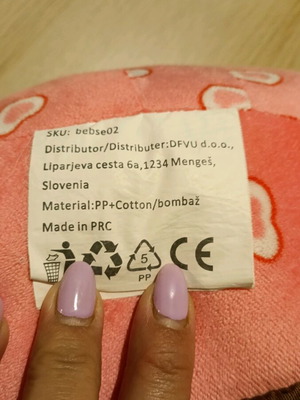 SKU: bebse02
Distributor/Distributer:DFVU d.o.o.,
Liparjeva cesta 6a,1234 Mengeš,
Slovenia
Material:PP+Cotton/bombaž
Made in PRC
5
PP
CE